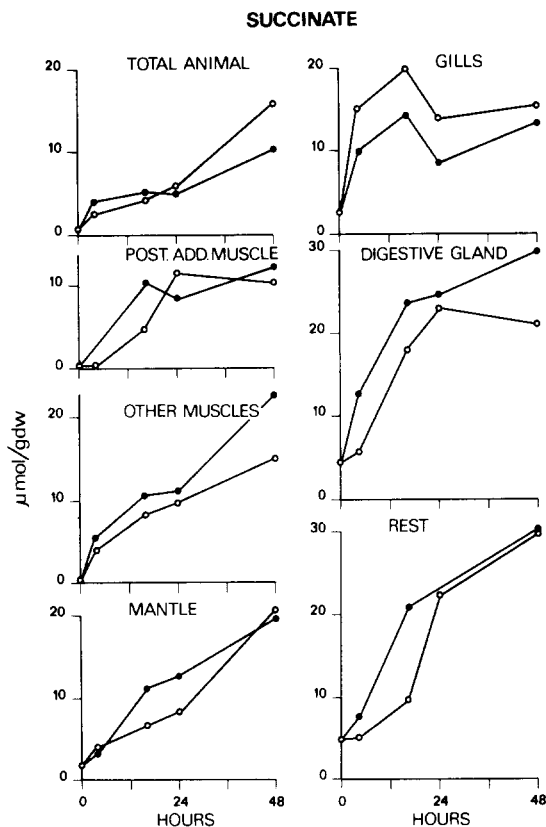 SUCCINATE
TOTAL ANIMAL
20
10
0
GILLS
20
10
0
POST. ADD. MUSCLE
10
0
DIGESTIVE GLAND
30
20
10
0
OTHER MUSCLES
20
10
0
μmol/gdw
MANTLE
20
10
0
0 24 48
HOURS
REST
30
20
10
0
0 24 48
HOURS